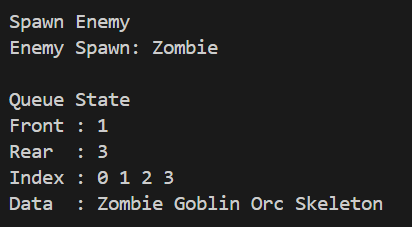 Spawn Enemy
Enemy Spawn: Zombie

Queue State
Front : 1
Rear  : 3
Index : 0 1 2 3
Data  : Zombie Goblin Orc Skeleton